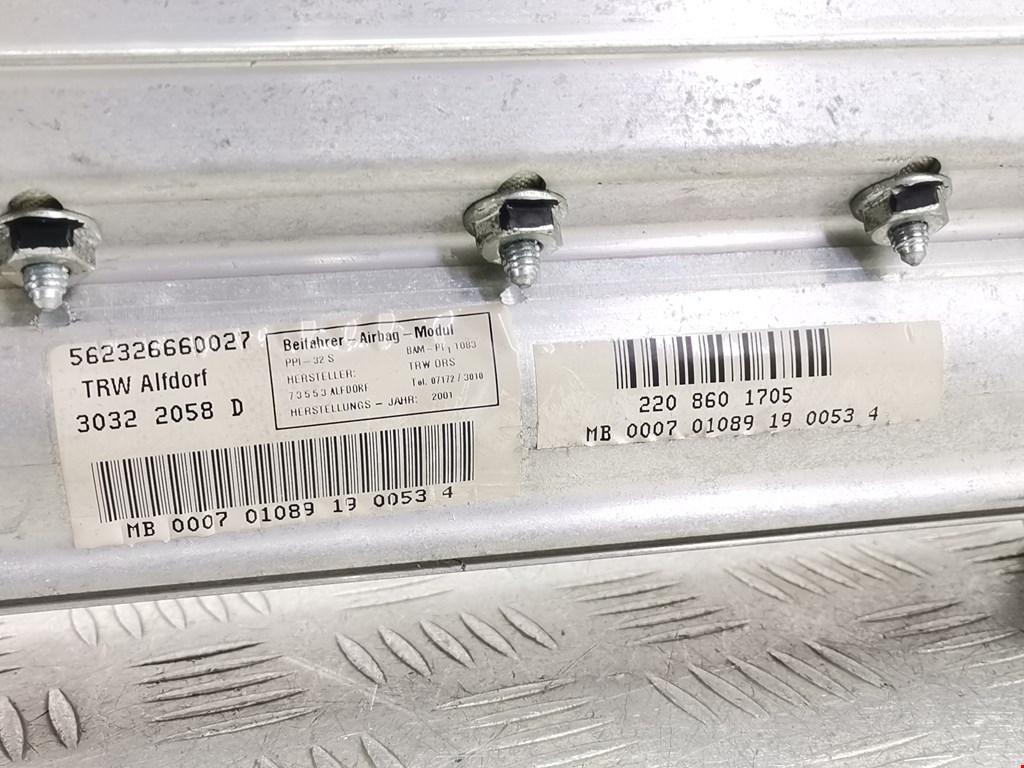 562326660027
TRW Alfdorf
3032 2058 D
Beifahrer-Airbag-Modul
PPI-32 S
BAM-PI, 1083
HERSTELLER:
TRW ORS
73553 ALFDORF
Tel. 07172/3010
HERSTELLUNGS - JAHR: 2001
MB 0007 01089 19 0053 4
220 860 1705
MB 0007 01089 19 0053 4